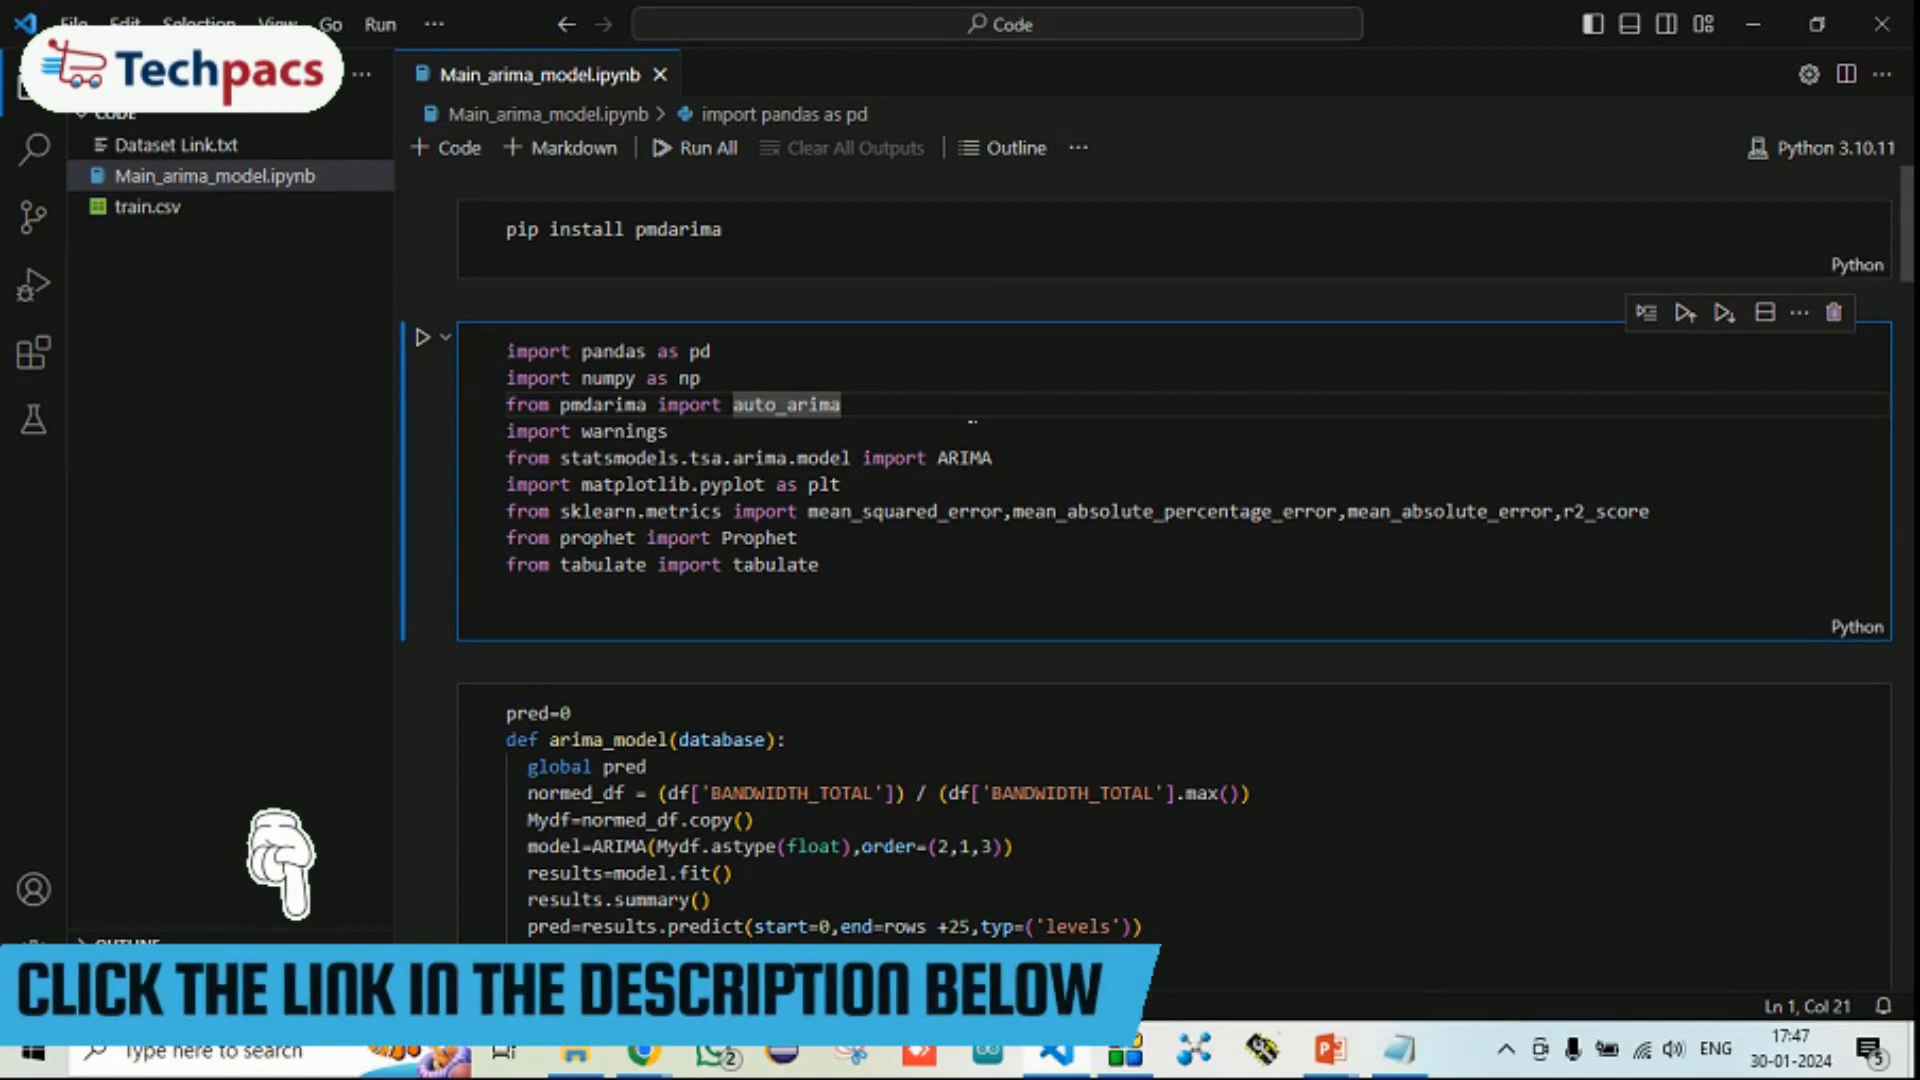 File Edit Selection View Go Run ···
Code
Techpacs
Main_arima_model.ipynb
CODE
Main_arima_model.ipynb > import pandas as pd
Dataset Link.txt
Main_arima_model.ipynb
train.csv
+ Code + Markdown Run All Clear All Outputs Outline ··· Python 3.10.11
pip install pmdarima
Python
import pandas as pd
import numpy as np
from pmdarima import auto_arima
import warnings
from statsmodels.tsa.arima.model import ARIMA
import matplotlib.pyplot as plt
from sklearn.metrics import mean_squared_error,mean_absolute_percentage_error,mean_absolute_error,r2_score
from prophet import Prophet
from tabulate import tabulate
Python
pred=0
def arima_model(database):
global pred
normed_df = (df['BANDWIDTH_TOTAL']) / (df['BANDWIDTH_TOTAL'].max())
Mydf=normed_df.copy()
model=ARIMA(Mydf.astype(float),order=(2,1,3))
results=model.fit()
results.summary()
pred=results.predict(start=0,end=rows +25,typ=('levels'))
OUTLINE
CLICK THE LINK IN THE DESCRIPTION BELOW
Ln 1, Col 21
Type here to search
2
ENG
17:47
30-01-2024
5